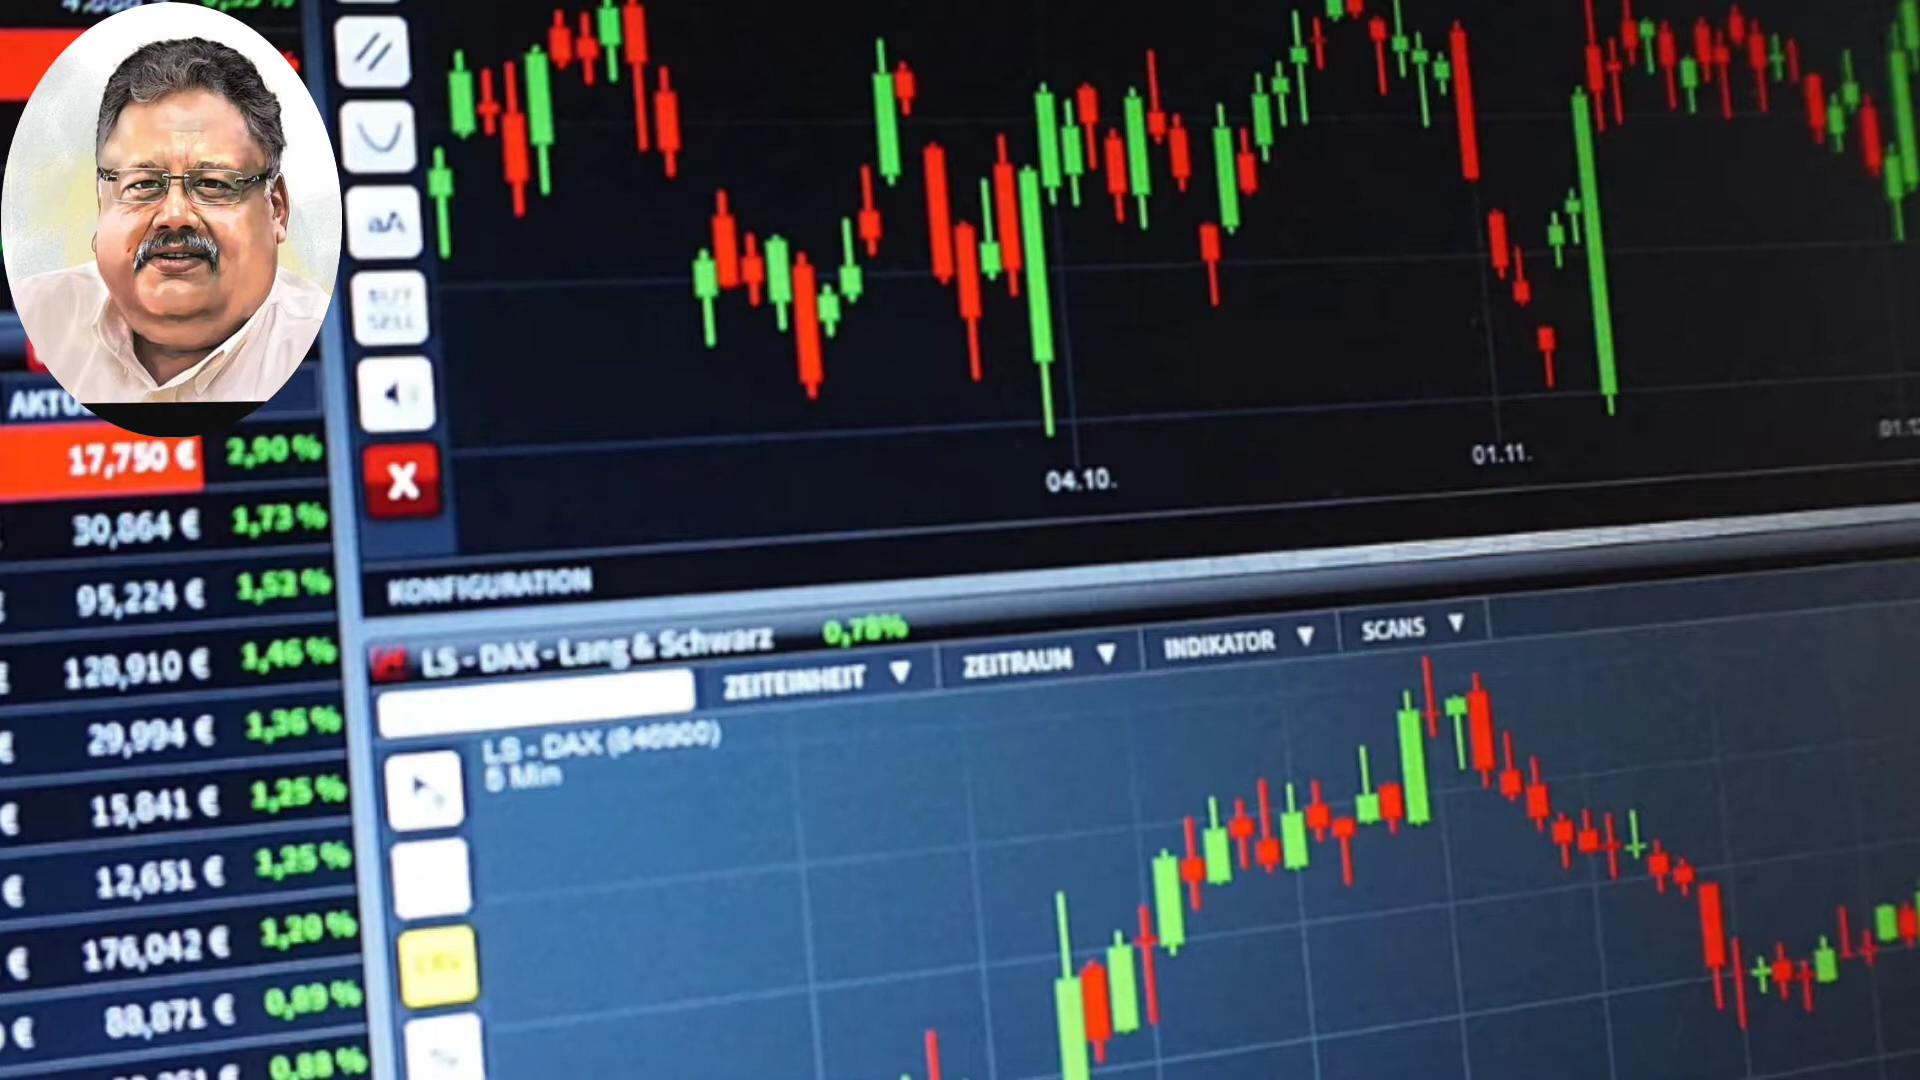 AKTU
17,750 € 2,90%
30,864 € 1,73%
95,224 € 1,52%
128,910 € 1,46%
29,994 € 1,36%
15,841 € 1,25%
12,651 € 1,25%
176,042 € 1,20%
88,871 € 0,89%
0,88%
aA
X
04.10.
01.11.
KONFIGURATION
LS - DAX - Lang & Schwarz 0,78%
ZEITEINHEIT ▼ ZEITRAUM ▼ INDIKATOR ▼ SCANS ▼
LS - DAX (846900)
5 Min